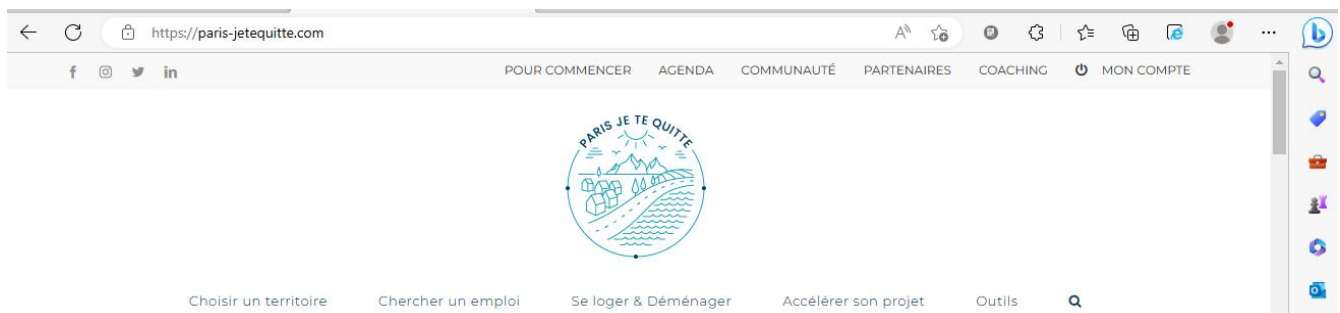 https://paris-jetequitte.com
POUR COMMENCER AGENDA COMMUNAUTÉ PARTENAIRES COACHING MON COMPTE
PARIS JE TE QUITTE
Choisir un territoire Chercher un emploi Se loger & Déménager Accélérer son projet Outils